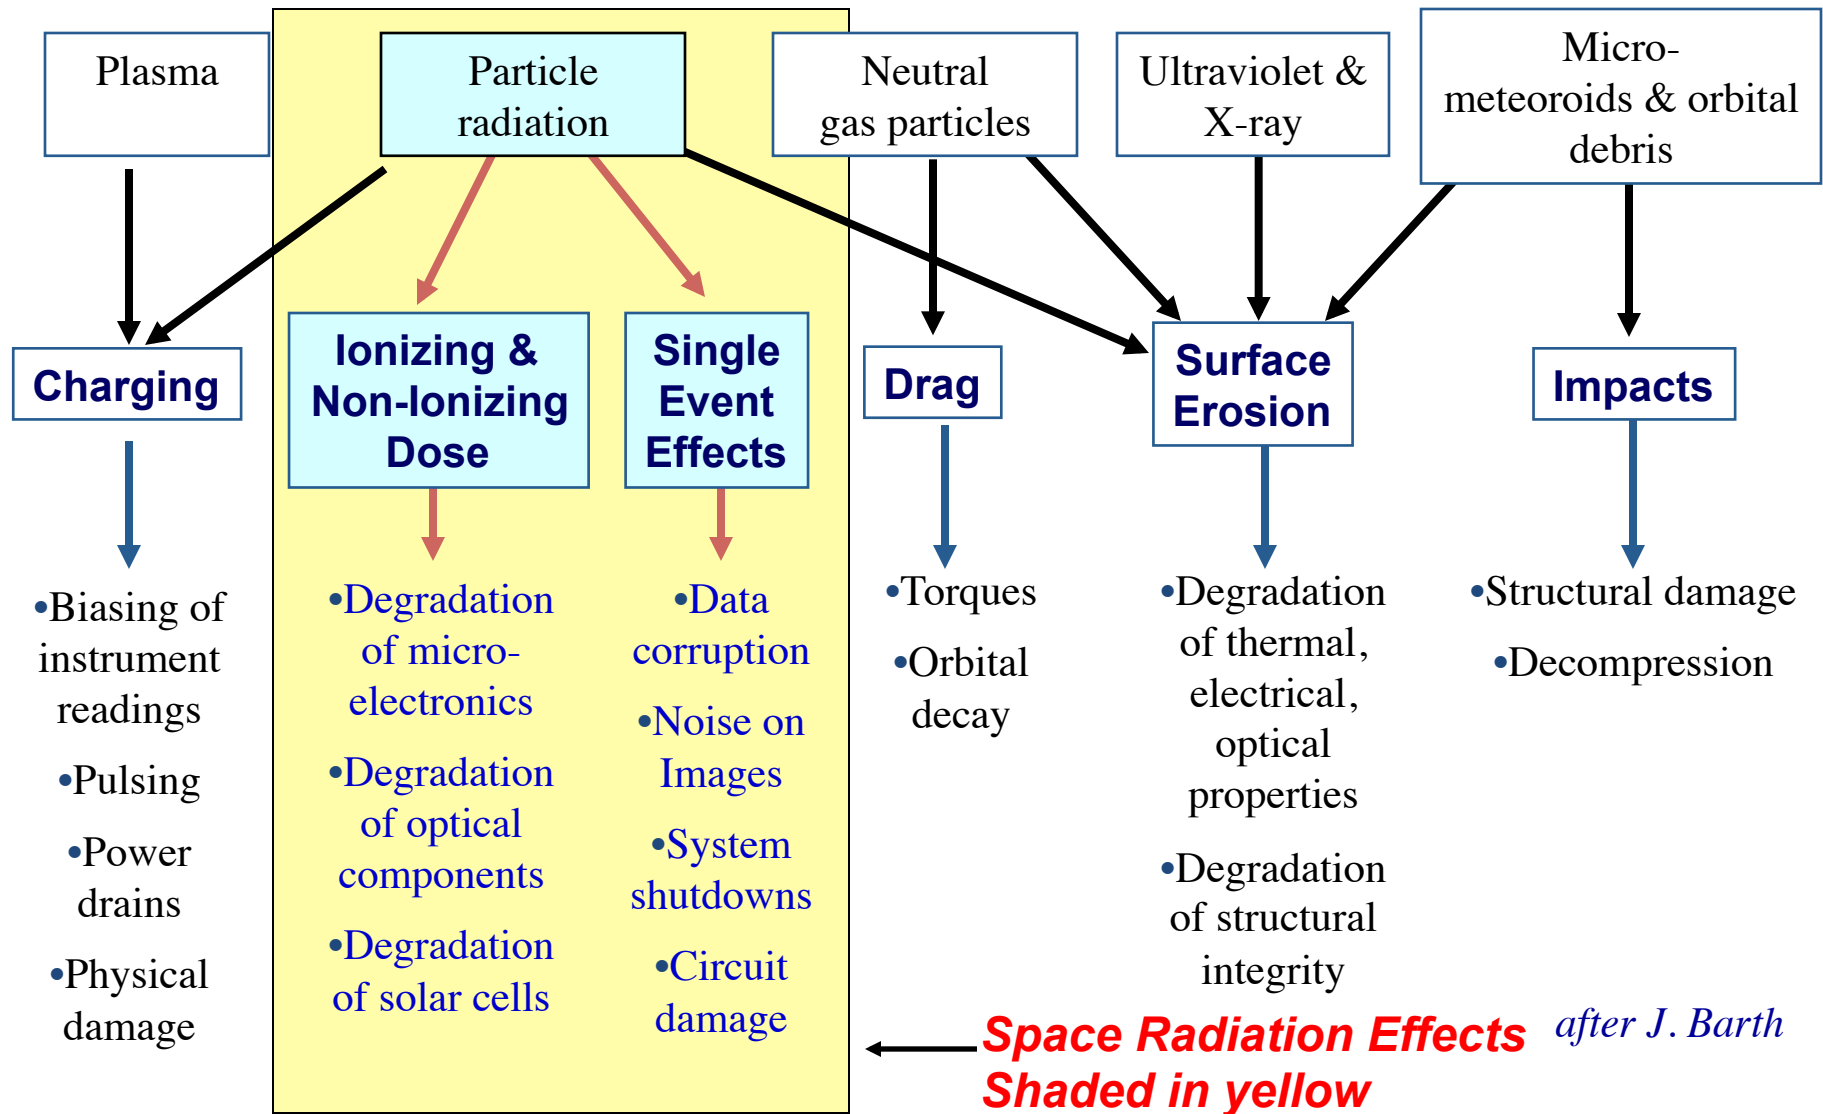 Plasma
Particle
radiation
Neutral
gas particles
Ultraviolet &
X-ray
Micro-
meteoroids & orbital
debris
Charging
Ionizing &
Non-Ionizing
Dose
Single
Event
Effects
Drag
Surface
Erosion
Impacts
•Biasing of
instrument
readings
•Pulsing
•Power
drains
•Physical
damage
•Degradation
of micro-
electronics
•Degradation
of optical
components
•Degradation
of solar cells
•Data
corruption
•Noise on
Images
•System
shutdowns
•Circuit
damage
•Torques
•Orbital
decay
•Degradation
of thermal,
electrical,
optical
properties
•Degradation
of structural
integrity
•Structural damage
•Decompression
Space Radiation Effects
Shaded in yellow
after J. Barth